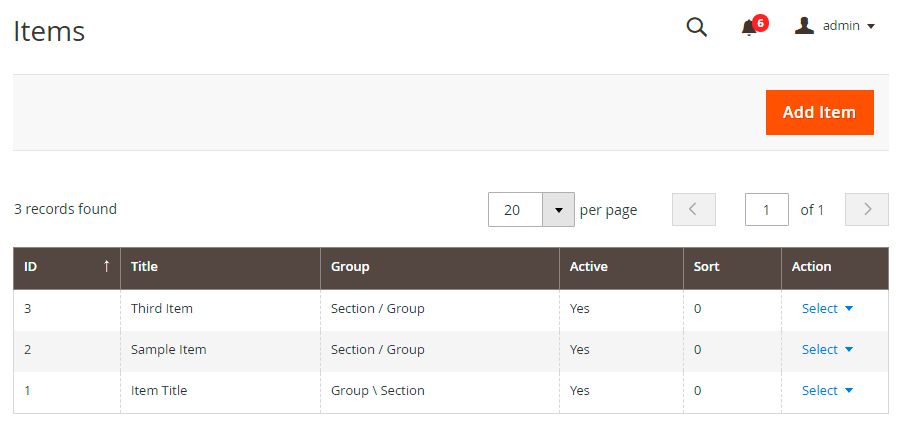 Items
6
admin
Add Item
3 records found
20 per page
1 of 1
ID ↑ Title Group Active Sort Action
3 Third Item Section / Group Yes 0 Select
2 Sample Item Section / Group Yes 0 Select
1 Item Title Group \ Section Yes 0 Select